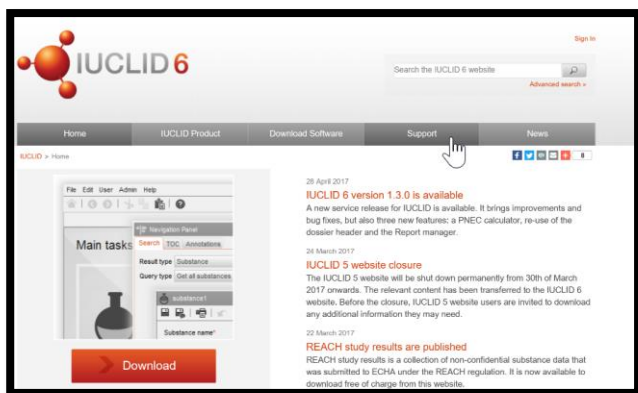 IUCLID 6
Sign In
Search the IUCLID 6 website
Advanced search »
Home
IUCLID Product
Download Software
Support
News
IUCLID > Home
8
File Edit User Admin Help
Main tasks
Navigation Panel
Search TOC Annotations
Result type Substance
Query type Get all substances
substance1
Substance name*
Download
28 April 2017
IUCLID 6 version 1.3.0 is available
A new service release for IUCLID is available. It brings improvements and
bug fixes, but also three new features: a PNEC calculator, re-use of the
dossier header and the Report manager.
24 March 2017
IUCLID 5 website closure
The IUCLID 5 website will be shut down permanently from 30th of March
2017 onwards. The relevant content has been transferred to the IUCLID 6
website. Before the closure, IUCLID 5 website users are invited to download
any additional information they may need.
22 March 2017
REACH study results are published
REACH study results is a collection of non-confidential substance data that
was submitted to ECHA under the REACH regulation. It is now available to
download free of charge from this website.